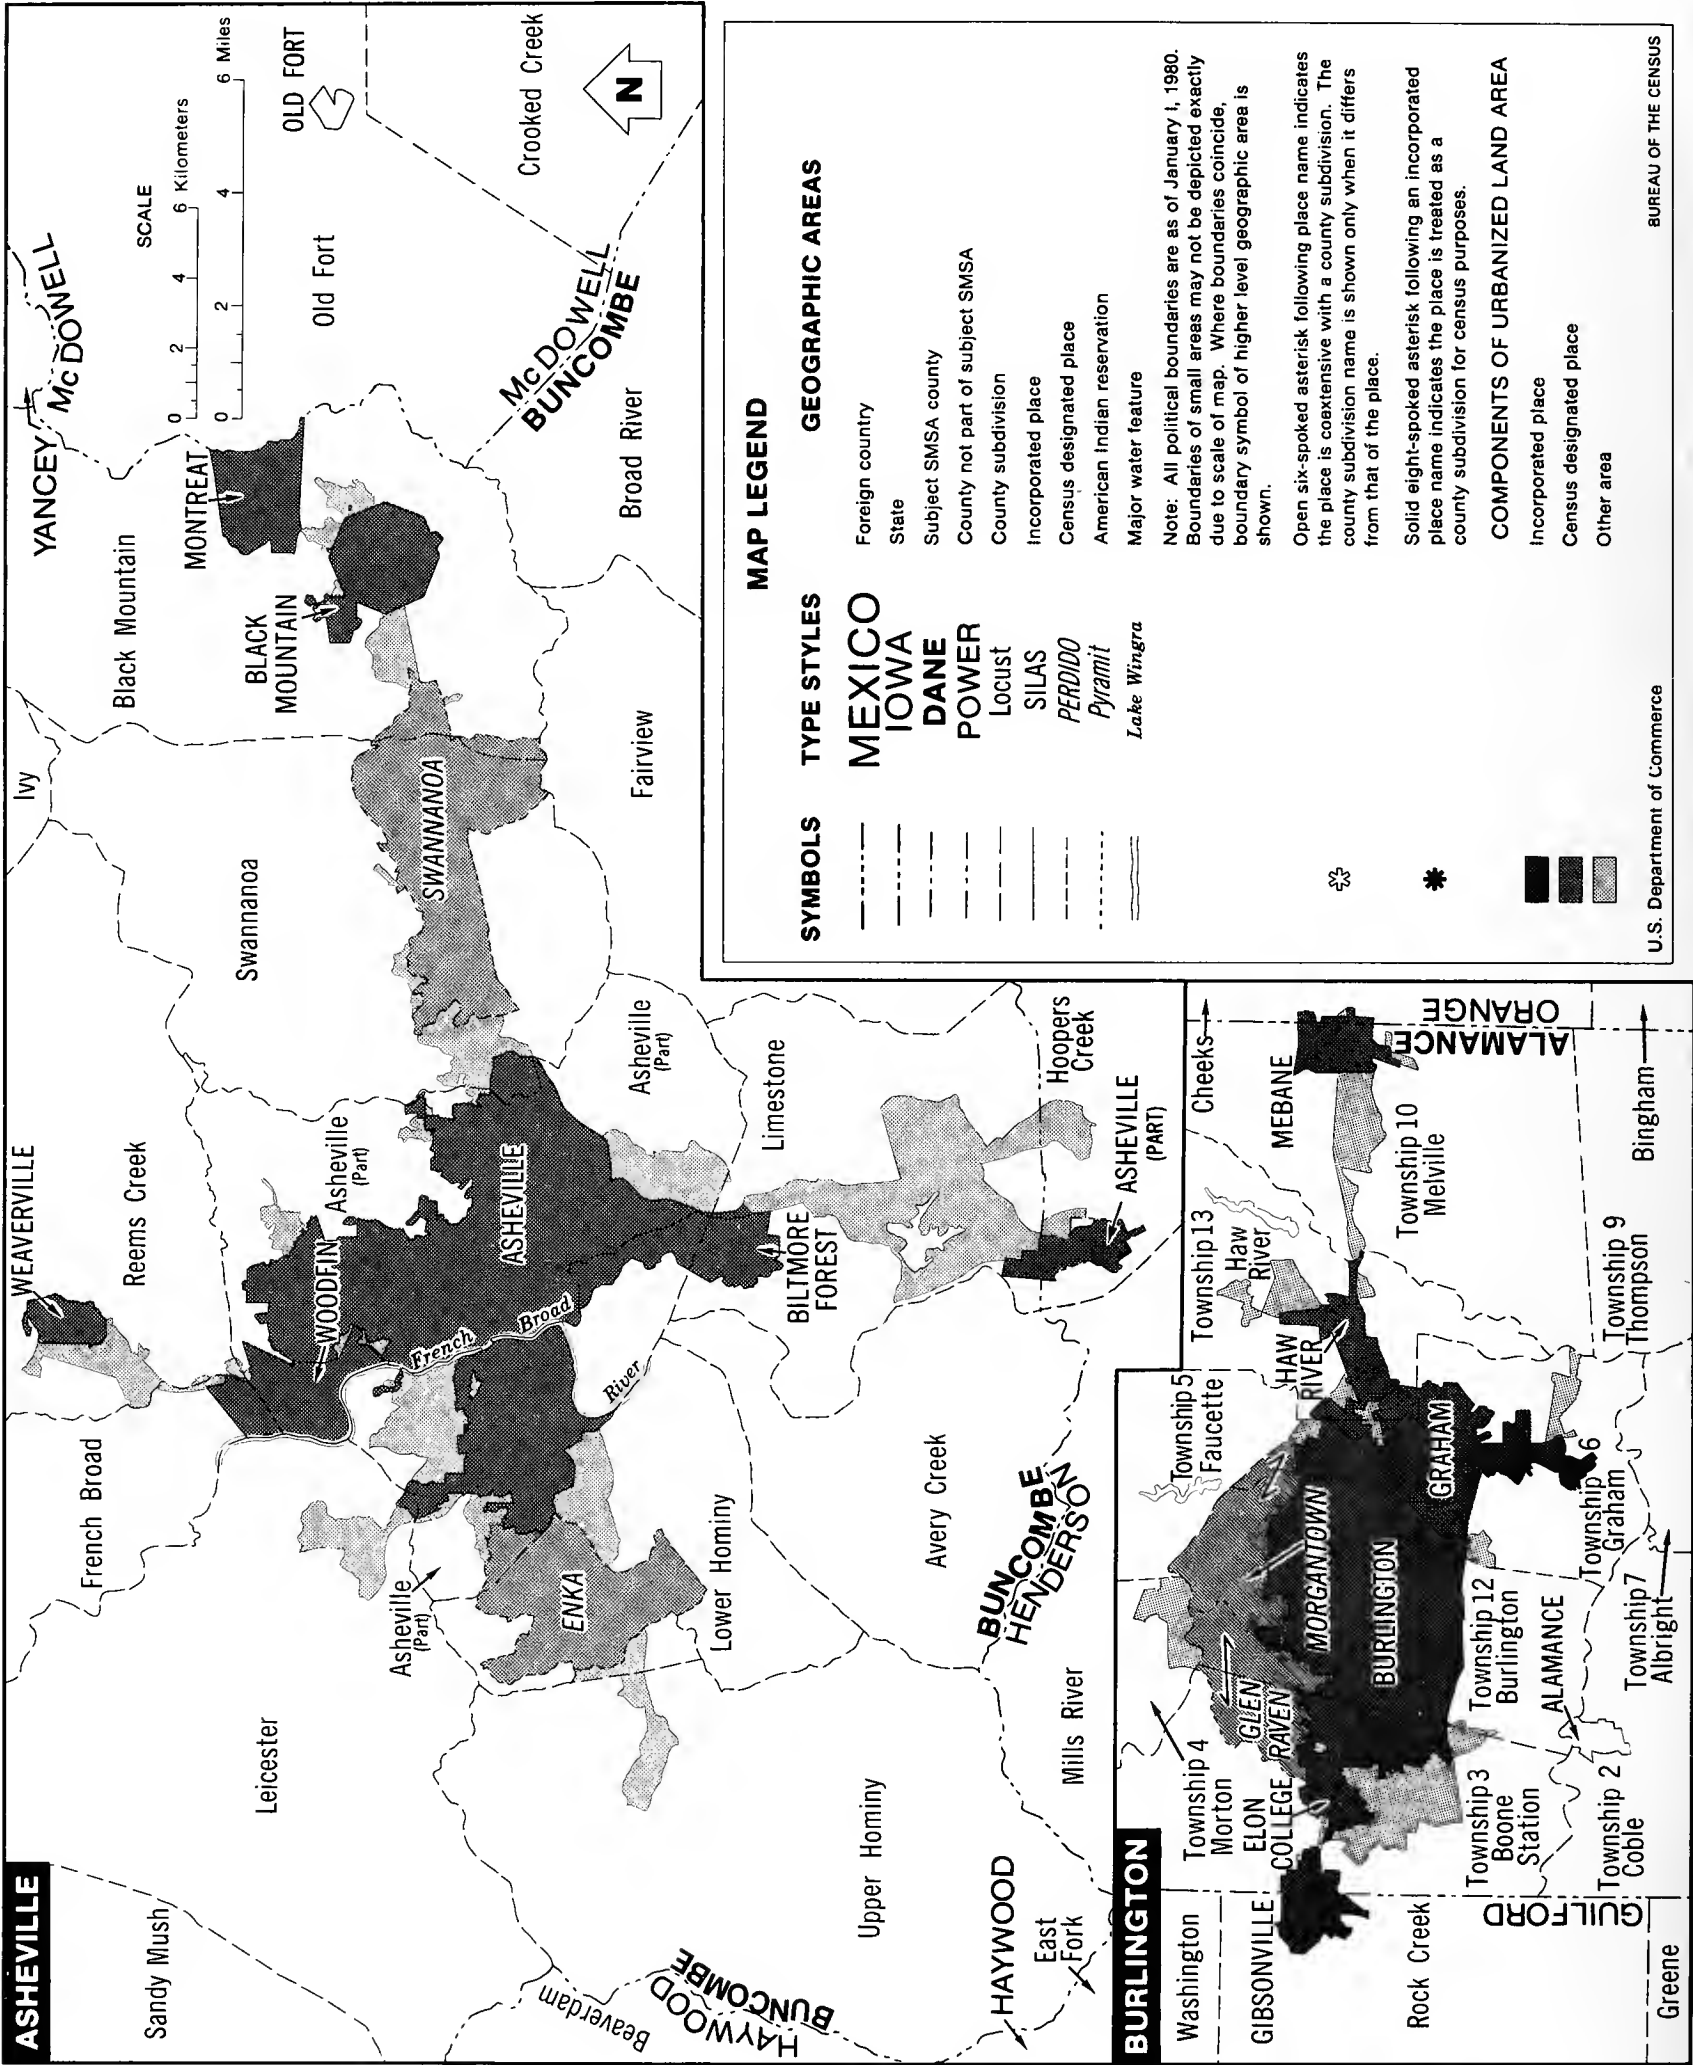 ASHEVILLE
Sandy Mush
Leicester
French Broad
WEAVERVILLE
Reems Creek
Ivy
YANCEY
McDOWELL
SCALE
0 2 4 6 Kilometers
0 2 4 6 Miles
OLD FORT
Old Fort
Crooked Creek
N
Black Mountain
MONTREAT
BLACK
MOUNTAIN
Swannanoa
SWANNANOA
Asheville
(Part)
WOODFIN
ASHEVILLE
French
Broad
River
Asheville
(Part)
ENKA
Lower Hominy
Asheville
(Part)
Limestone
Fairview
Broad River
McDOWELL
BUNCOMBE
BILTMORE
FOREST
Hoopers
Creek
ASHEVILLE
(PART)
Avery Creek
BUNCOMBE
HENDERSON
Mills River
Upper Hominy
Beaverdam
HAYWOOD
BUNCOMBE
HAYWOOD
East
Fork
BURLINGTON
Washington
GIBSONVILLE
Rock Creek
GUILFORD
Greene
Township 4
Morton
ELON
COLLEGE
GLEN
RAVEN
Township 5
Faucette
MORGANTOWN
BURLINGTON
GRAHAM
HAW
RIVER
Township 13
Haw
River
Cheeks
MEBANE
ORANGE
ALAMANCE
Township 10
Melville
Bingham
Township 9
Thompson
Township 6
Graham
Township 12
Burlington
ALAMANCE
Township 7
Albright
Township 3
Boone
Station
Township 2
Coble
MAP LEGEND
SYMBOLS TYPE STYLES GEOGRAPHIC AREAS
MEXICO Foreign country
IOWA State
DANE Subject SMSA county
POWER County not part of subject SMSA
Locust County subdivision
SILAS Incorporated place
PERDIDO Census designated place
Pyramit American Indian reservation
Lake Wingra Major water feature
Note: All political boundaries are as of January I, 1980.
Boundaries of small areas may not be depicted exactly
due to scale of map. Where boundaries coincide,
boundary symbol of higher level geographic area is
shown.
Open six-spoked asterisk following place name indicates
the place is coextensive with a county subdivision. The
county subdivision name is shown only when it differs
from that of the place.
Solid eight-spoked asterisk following an incorporated
place name indicates the place is treated as a
county subdivision for census purposes.
COMPONENTS OF URBANIZED LAND AREA
Incorporated place
Census designated place
Other area
U.S. Department of Commerce
BUREAU OF THE CENSUS